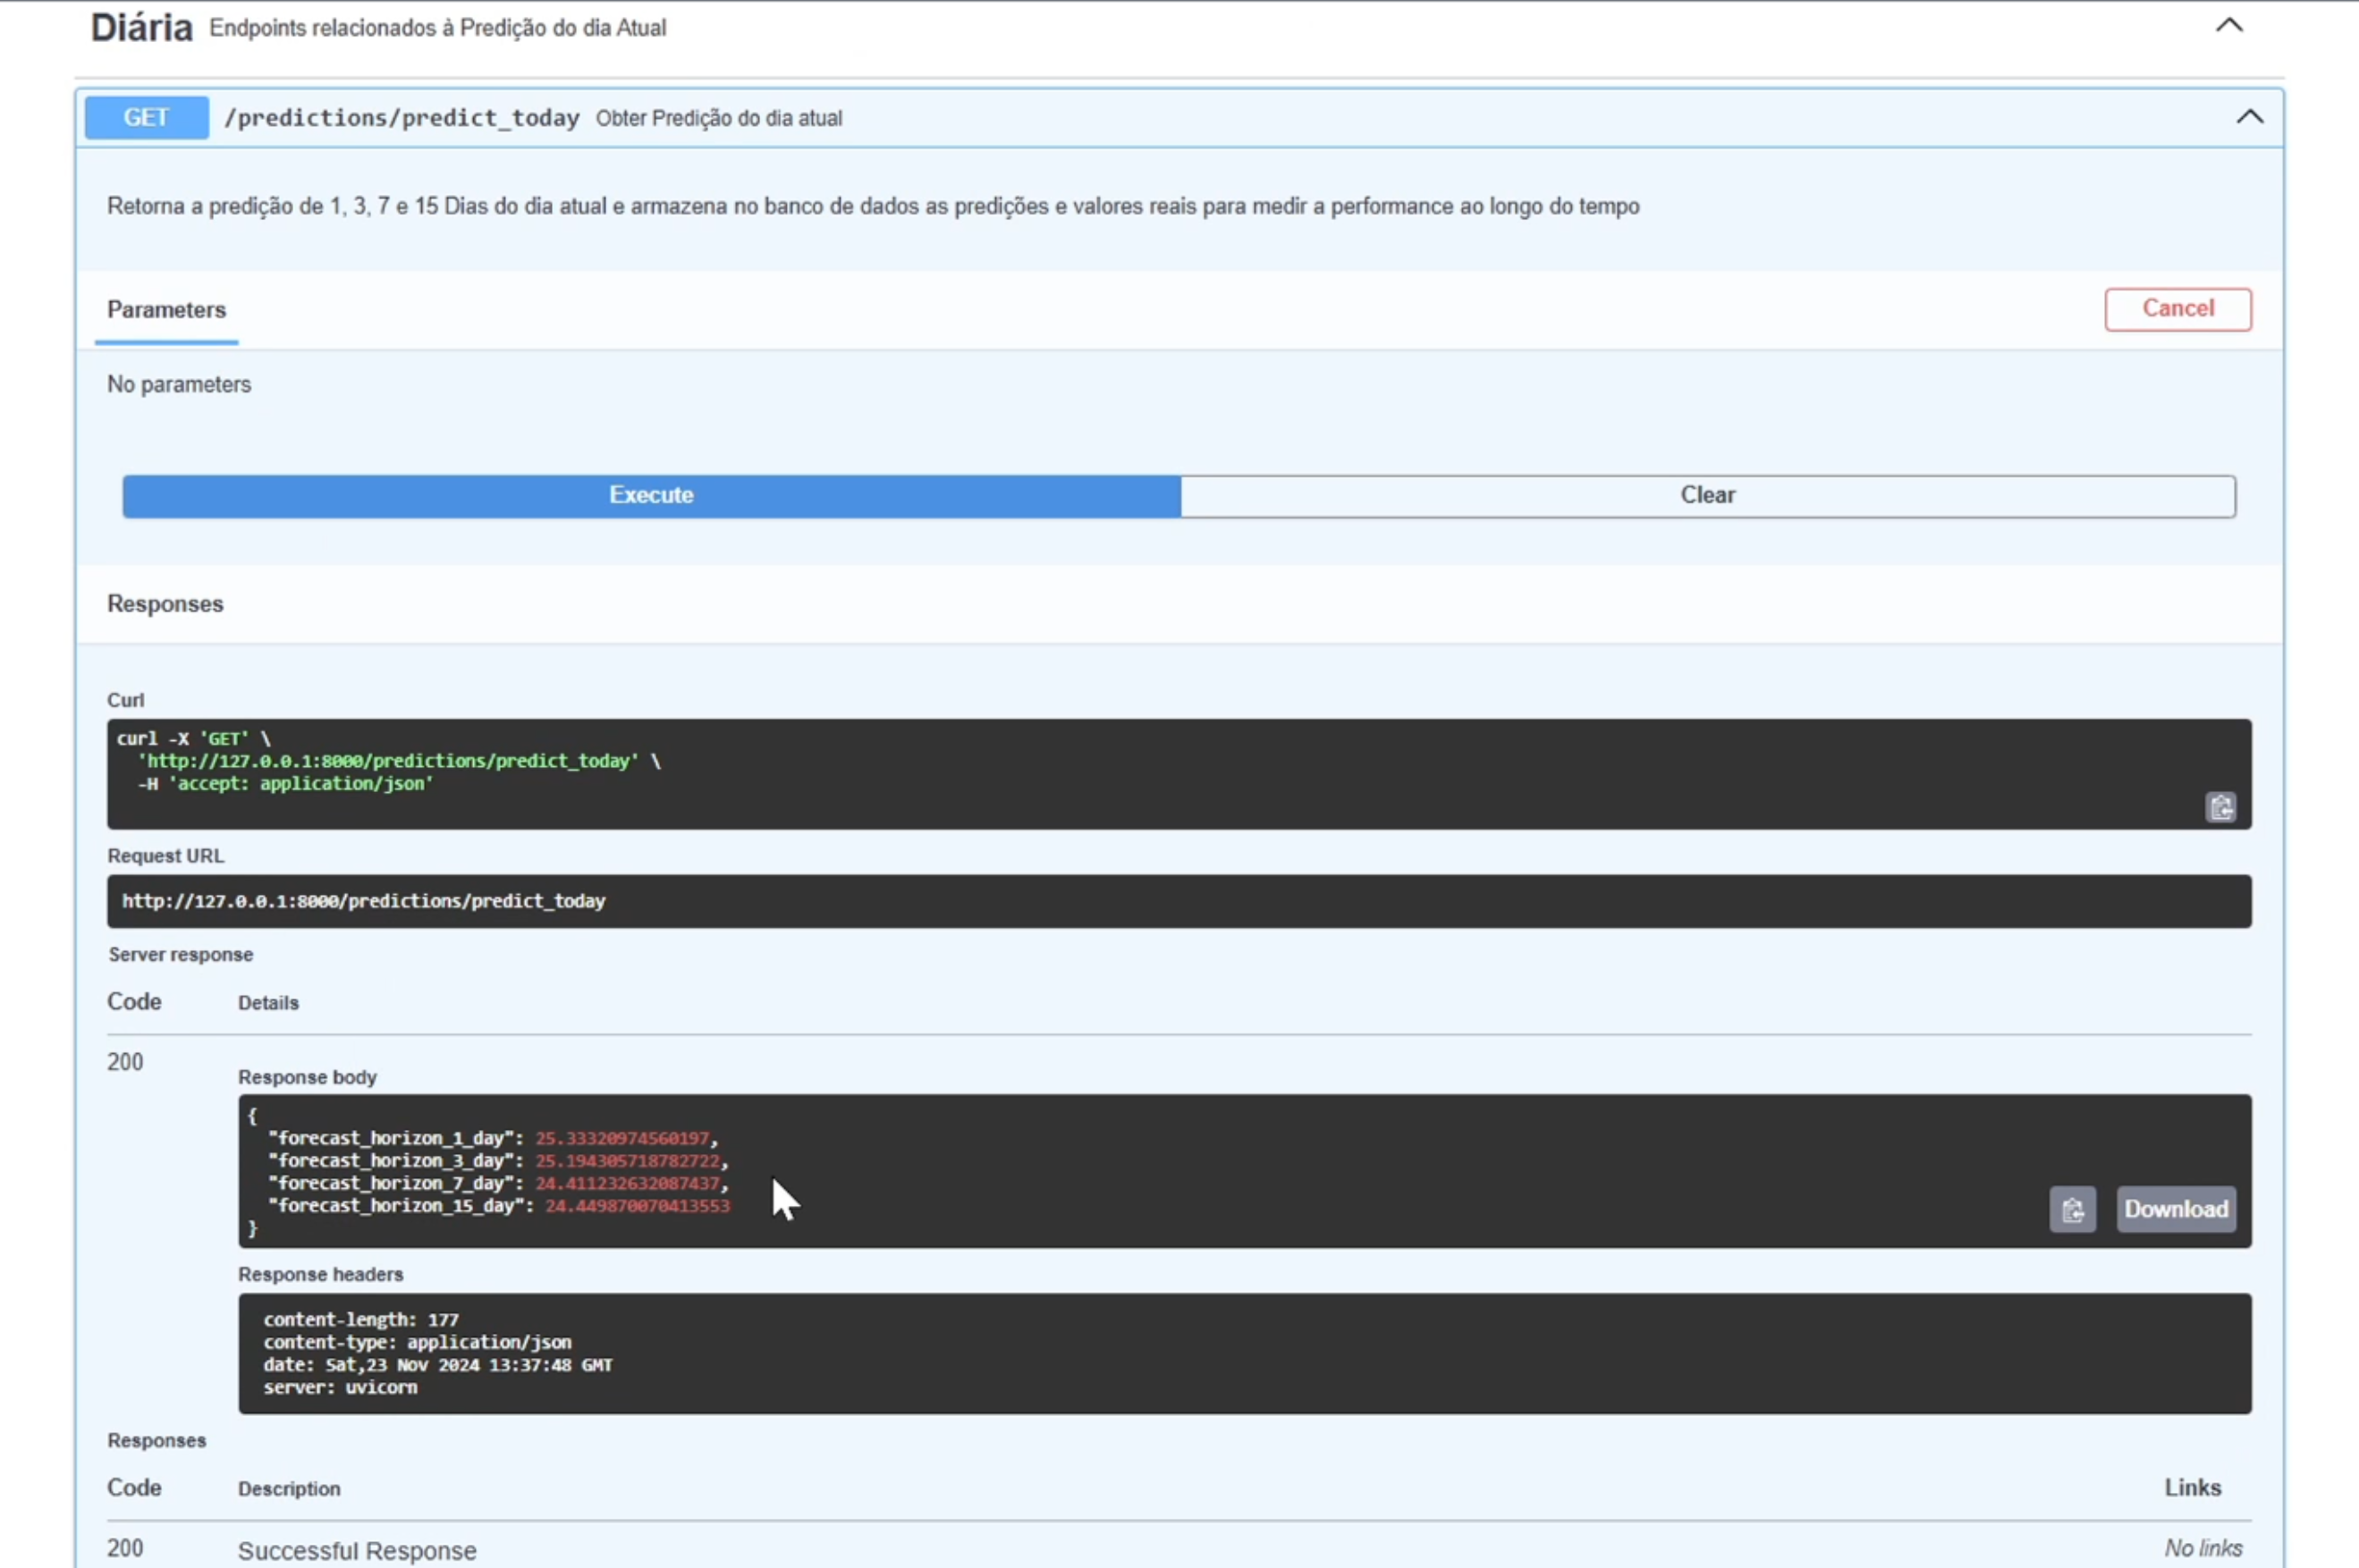 Diária Endpoints relacionados à Predição do dia Atual
GET /predictions/predict_today Obter Predição do dia atual
Retorna a predição de 1, 3, 7 e 15 Dias do dia atual e armazena no banco de dados as predições e valores reais para medir a performance ao longo do tempo
Parameters
Cancel
No parameters
Execute
Clear
Responses
Curl
curl -X 'GET' \
'http://127.0.0.1:8000/predictions/predict_today' \
-H 'accept: application/json'
Request URL
http://127.0.0.1:8000/predictions/predict_today
Server response
Code Details
200
Response body
{
"forecast_horizon_1_day": 25.33320974560197,
"forecast_horizon_3_day": 25.194305718782722,
"forecast_horizon_7_day": 24.411232632087437,
"forecast_horizon_15_day": 24.449870070413553
}
Download
Response headers
content-length: 177
content-type: application/json
date: Sat,23 Nov 2024 13:37:48 GMT
server: uvicorn
Responses
Code Description Links
200 Successful Response No links